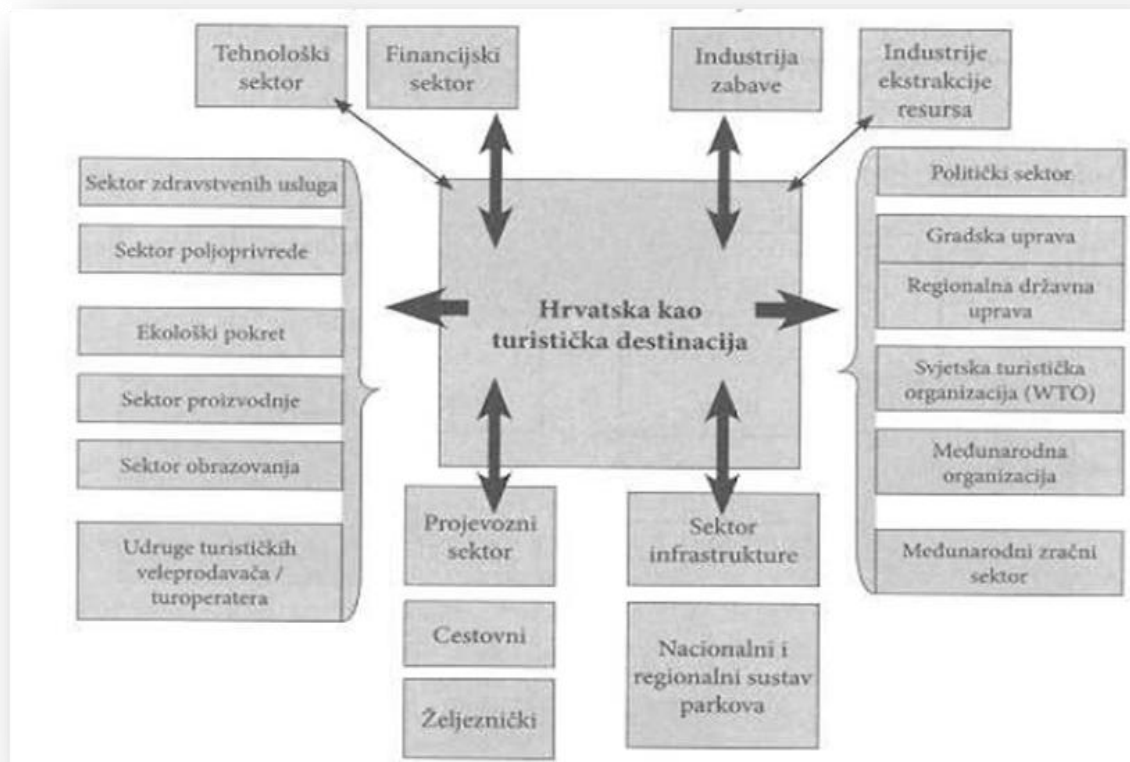 Tehnološki
sektor
Financijski
sektor
Industrija
zabave
Industrije
ekstrakcije
resursa
Sektor zdravstvenih usluga
Sektor poljoprivrede
Ekološki pokret
Sektor proizvodnje
Sektor obrazovanja
Udruge turističkih
veleprodavača /
turoperatera
Hrvatska kao
turistička destinacija
Politički sektor
Gradska uprava
Regionalna državna
uprava
Svjetska turistička
organizacija (WTO)
Međunarodna
organizacija
Međunarodni zračni
sektor
Projevozni
sektor
Cestovni
Željeznički
Sektor
infrastrukture
Nacionalni i
regionalni sustav
parkova